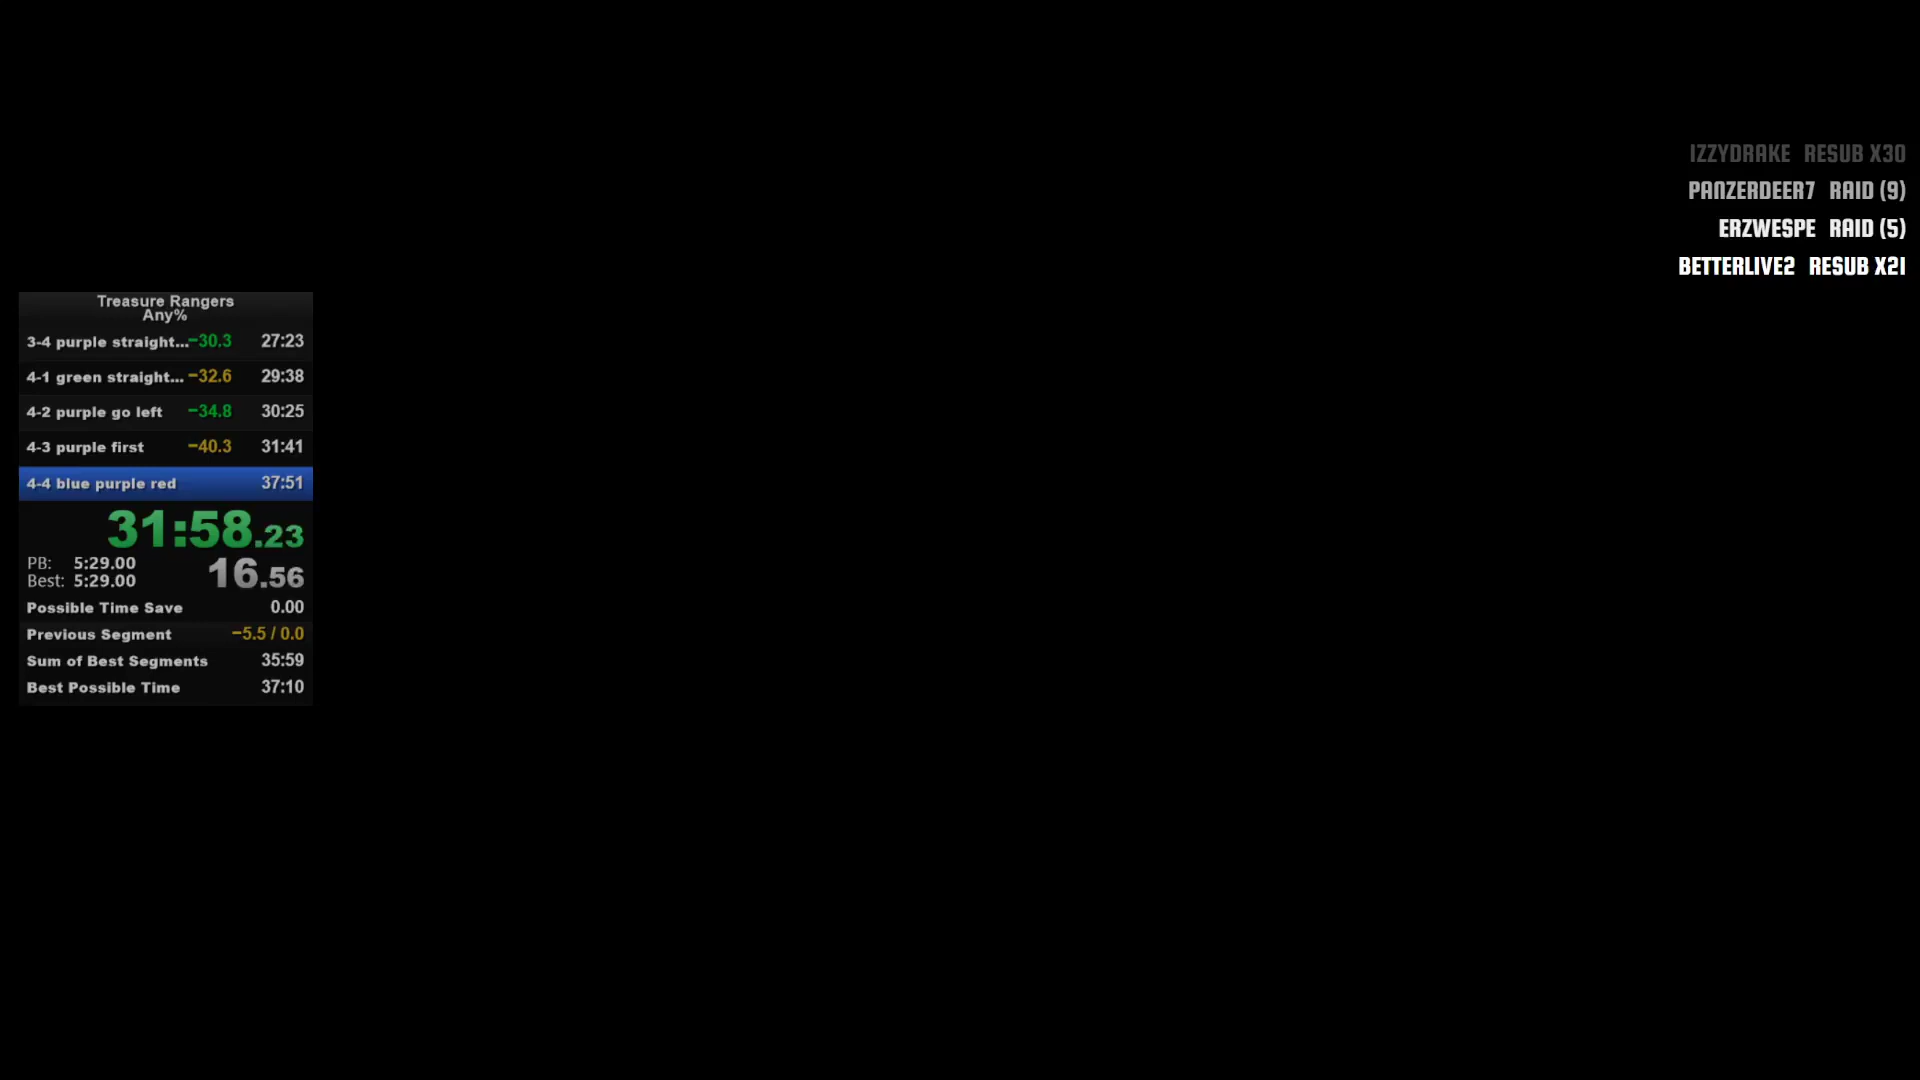 IZZYDRAKE RESUB X30
PANZERDEER7 RAID (9)
ERZWESPE RAID (5)
BETTERLIVE2 RESUB X21
Treasure Rangers
Any%
3-4 purple straight... −30.3 27:23
4-1 green straight... −32.6 29:38
4-2 purple go left −34.8 30:25
4-3 purple first −40.3 31:41
4-4 blue purple red 37:51
31:58.23
PB: 5:29.00
Best: 5:29.00
16.56
Possible Time Save 0.00
Previous Segment −5.5 / 0.0
Sum of Best Segments 35:59
Best Possible Time 37:10